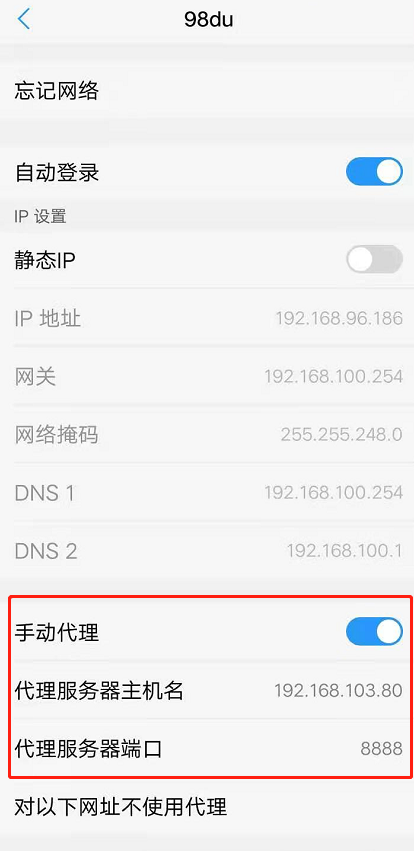 98du
忘记网络
自动登录
IP 设置
静态IP
IP 地址 192.168.96.186
网关 192.168.100.254
网络掩码 255.255.248.0
DNS 1 192.168.100.254
DNS 2 192.168.100.1
手动代理
代理服务器主机名 192.168.103.80
代理服务器端口 8888
对以下网址不使用代理